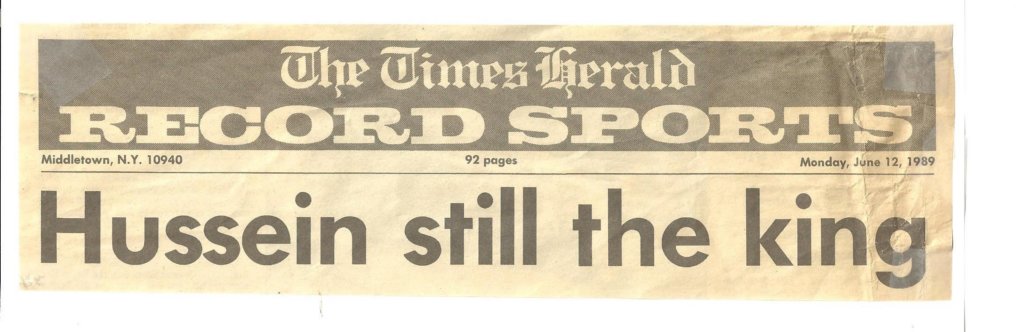 The Times Herald
RECORD SPORTS
Middletown, N.Y. 10940 92 pages Monday, June 12, 1989
Hussein still the king